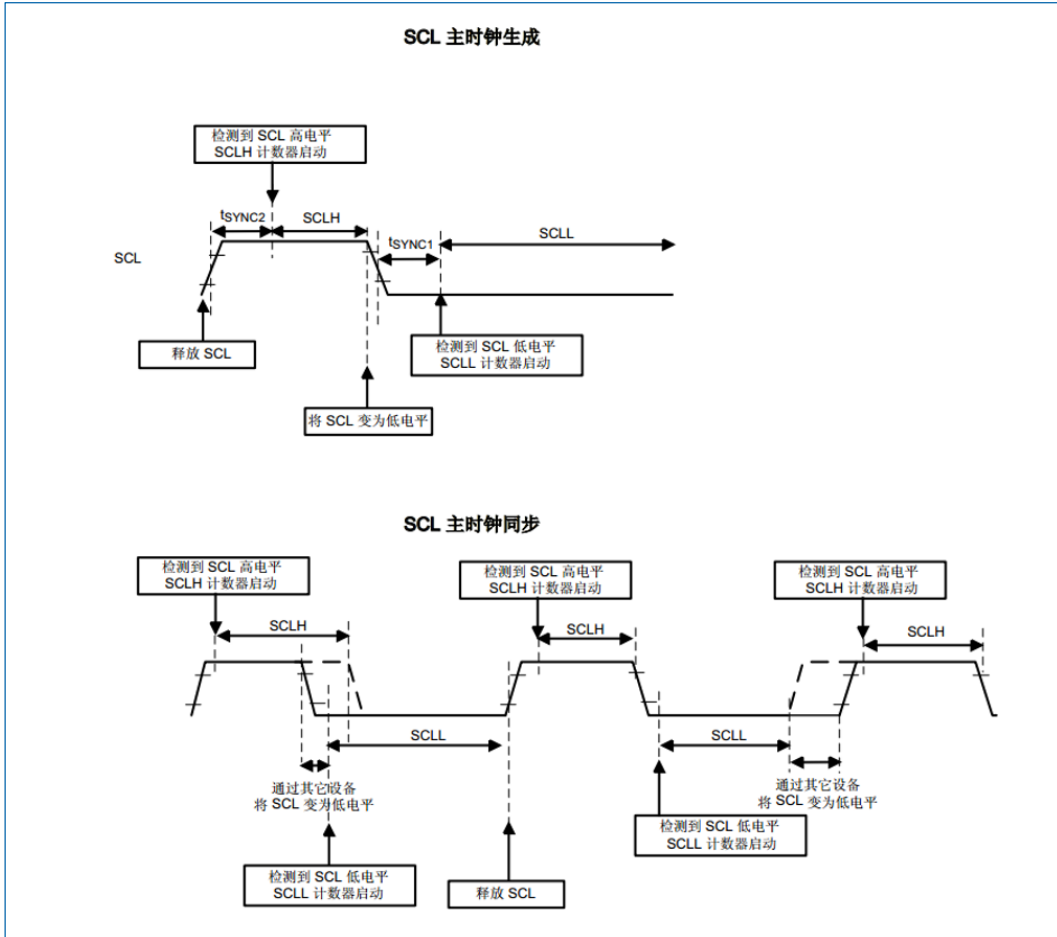 SCL 主时钟生成
检测到 SCL 高电平
SCLH 计数器启动
tSYNC2
SCLH
tSYNC1
SCLL
SCL
释放 SCL
检测到 SCL 低电平
SCLL 计数器启动
将 SCL 变为低电平
SCL 主时钟同步
检测到 SCL 高电平
SCLH 计数器启动
检测到 SCL 高电平
SCLH 计数器启动
检测到 SCL 高电平
SCLH 计数器启动
SCLH
SCLH
SCLH
SCLL
SCLL
通过其它设备
将 SCL 变为低电平
通过其它设备
将 SCL 变为低电平
检测到 SCL 低电平
SCLL 计数器启动
检测到 SCL 低电平
SCLL 计数器启动
释放 SCL